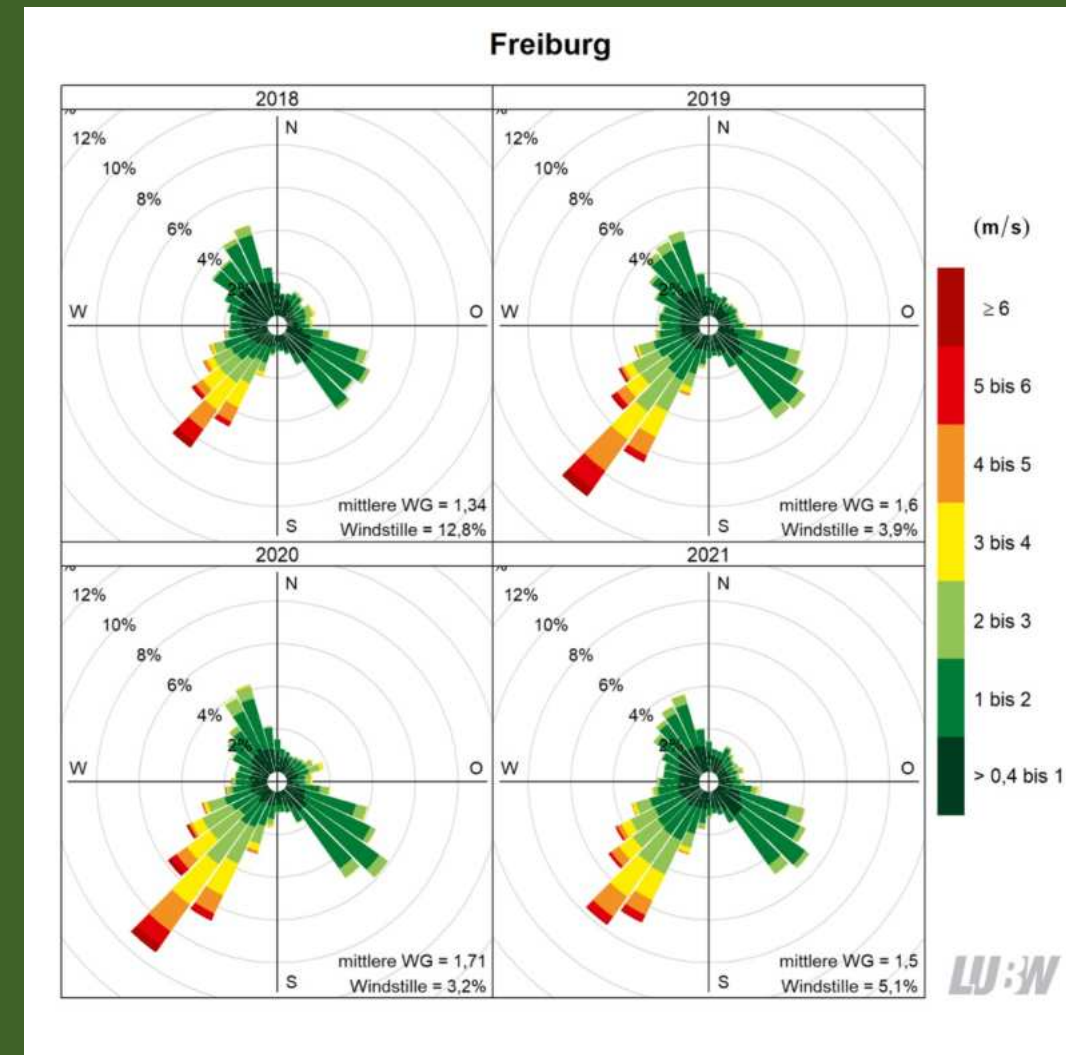 Freiburg
2018
N
12%
10%
8%
6%
4%
2%
W
O
S
mittlere WG = 1,34
Windstille = 12,8%
2019
N
12%
10%
8%
6%
4%
2%
W
O
S
mittlere WG = 1,6
Windstille = 3,9%
2020
N
12%
10%
8%
6%
4%
2%
W
O
S
mittlere WG = 1,71
Windstille = 3,2%
2021
N
12%
10%
8%
6%
4%
2%
W
O
S
mittlere WG = 1,5
Windstille = 5,1%
(m/s)
≥ 6
5 bis 6
4 bis 5
3 bis 4
2 bis 3
1 bis 2
> 0,4 bis 1
LUBW